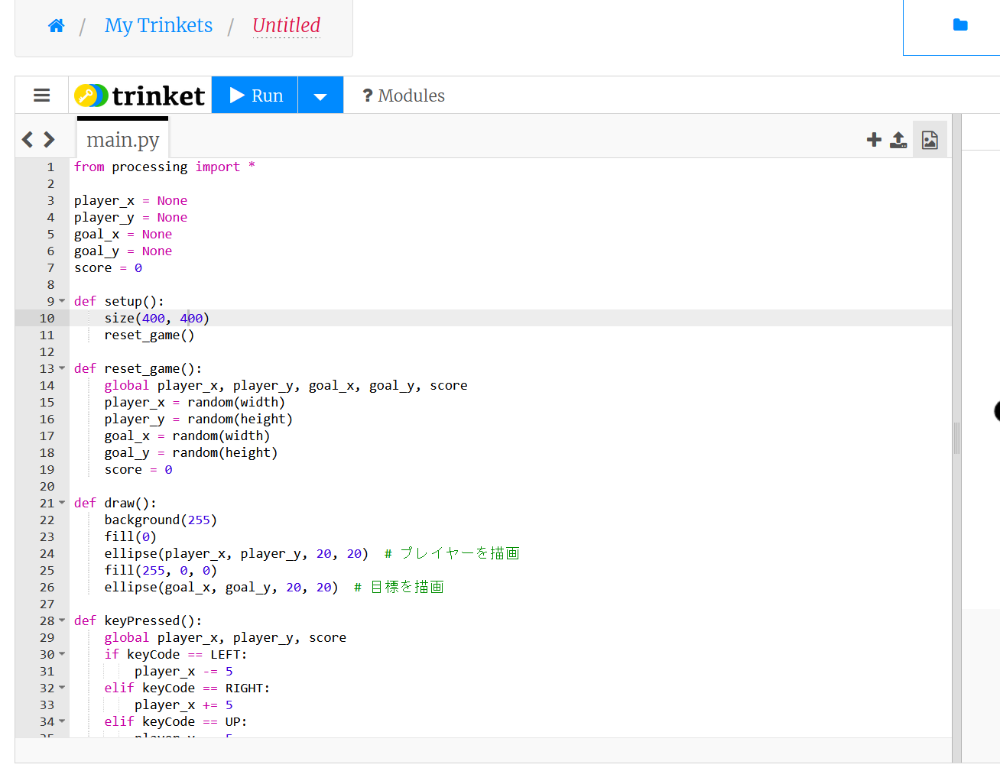 / My Trinkets / Untitled
trinket Run ? Modules
main.py
1 from processing import *
2
3 player_x = None
4 player_y = None
5 goal_x = None
6 goal_y = None
7 score = 0
8
9 def setup():
10 size(400, 400)
11 reset_game()
12
13 def reset_game():
14 global player_x, player_y, goal_x, goal_y, score
15 player_x = random(width)
16 player_y = random(height)
17 goal_x = random(width)
18 goal_y = random(height)
19 score = 0
20
21 def draw():
22 background(255)
23 fill(0)
24 ellipse(player_x, player_y, 20, 20) # プレイヤーを描画
25 fill(255, 0, 0)
26 ellipse(goal_x, goal_y, 20, 20) # 目標を描画
27
28 def keyPressed():
29 global player_x, player_y, score
30 if keyCode == LEFT:
31 player_x -= 5
32 elif keyCode == RIGHT:
33 player_x += 5
34 elif keyCode == UP: